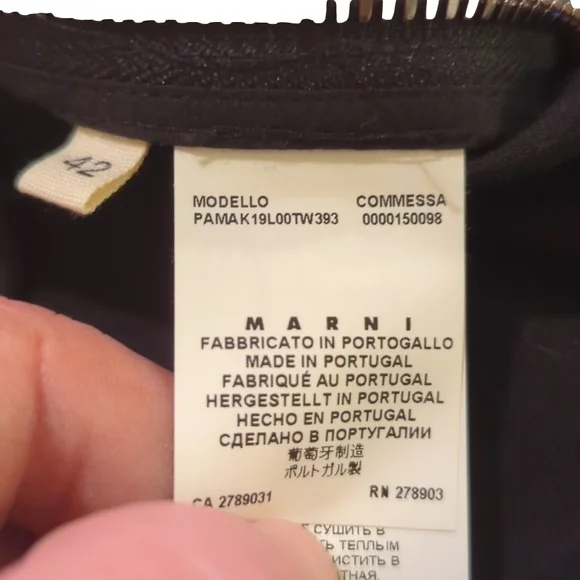 42
MODELLO COMMESSA
PAMAK19L00TW393 0000150098
MARNI
FABBRICATO IN PORTOGALLO
MADE IN PORTUGAL
FABRIQUÉ AU PORTUGAL
HERGESTELLT IN PORTUGAL
HECHO EN PORTUGAL
СДЕЛАНО В ПОРТУГАЛИИ
葡萄牙制造
ポルトガル製
CA 2789031 RN 278903
СУШИТЬ В
ТЕПЛЫМ